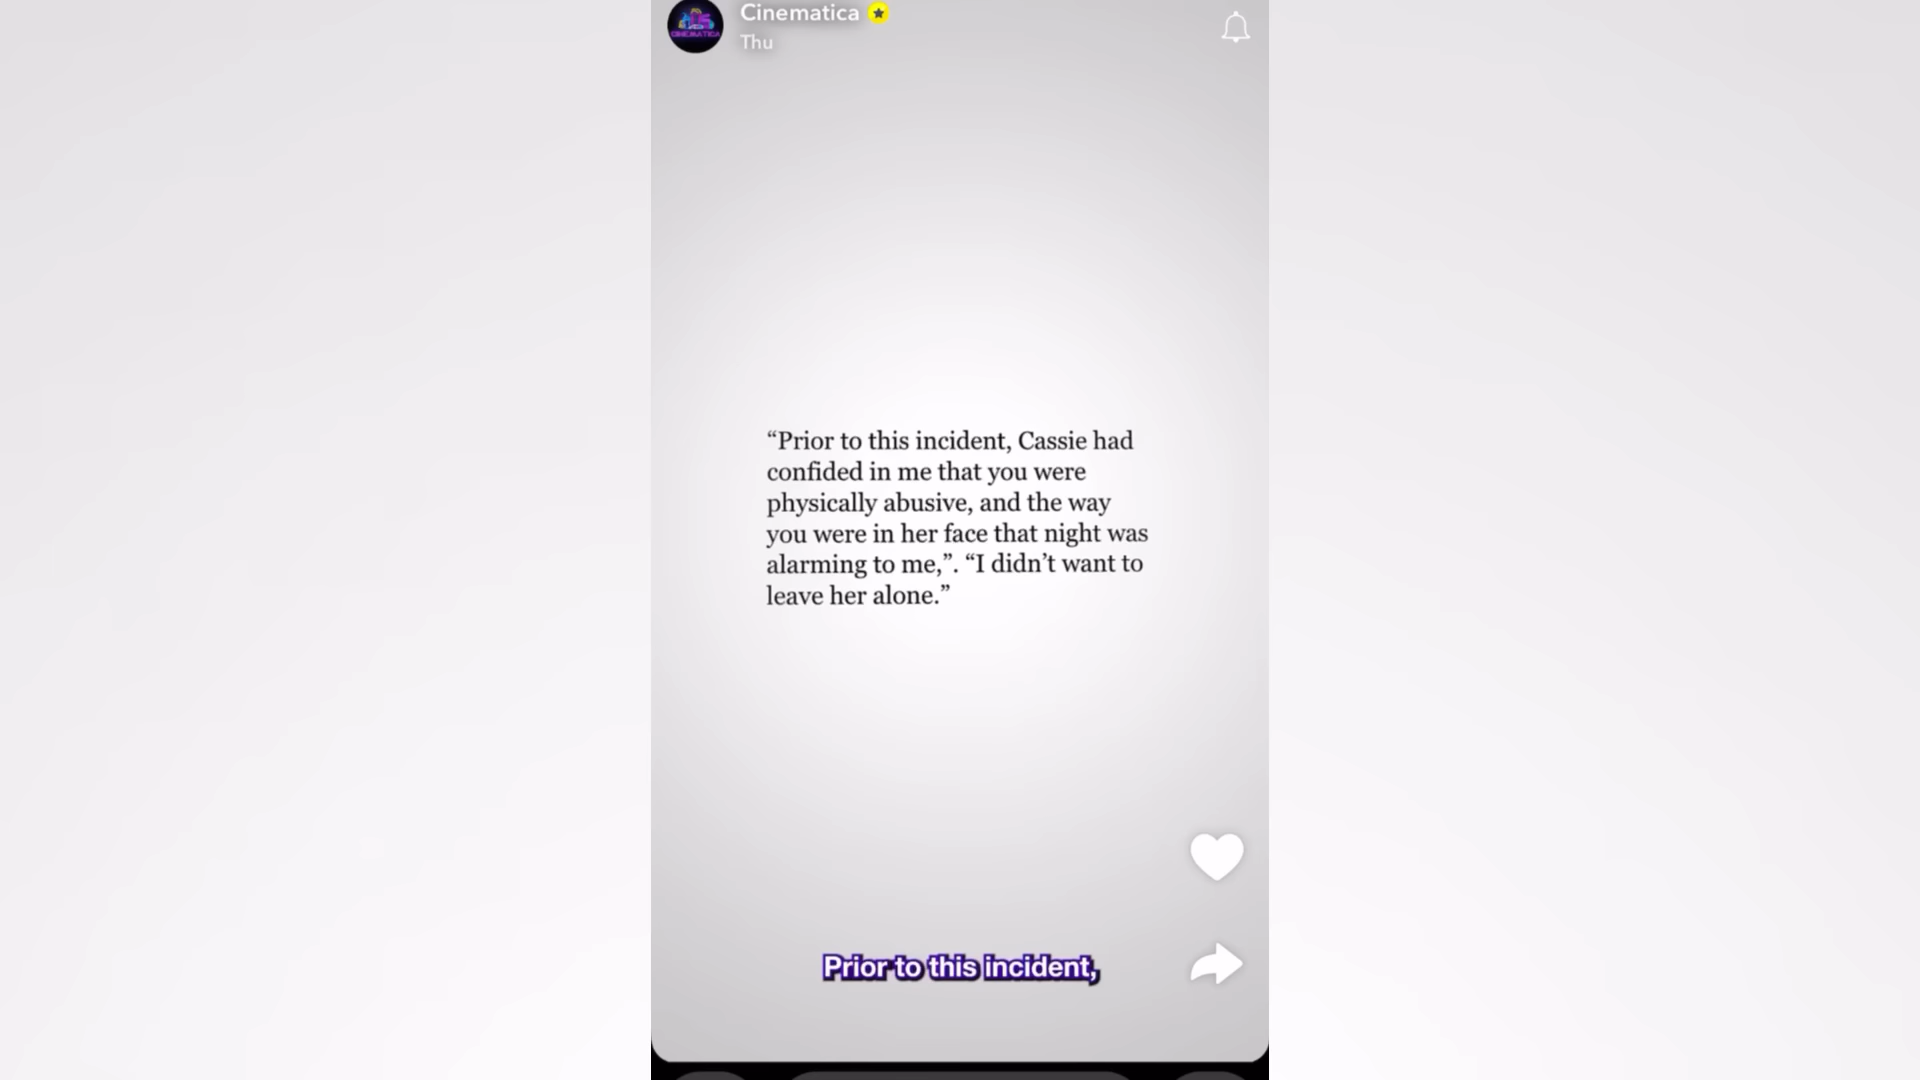 Cinematica
Thu
CINEMATICA
“Prior to this incident, Cassie had
confided in me that you were
physically abusive, and the way
you were in her face that night was
alarming to me,”. “I didn’t want to
leave her alone.”
Prior to this incident,